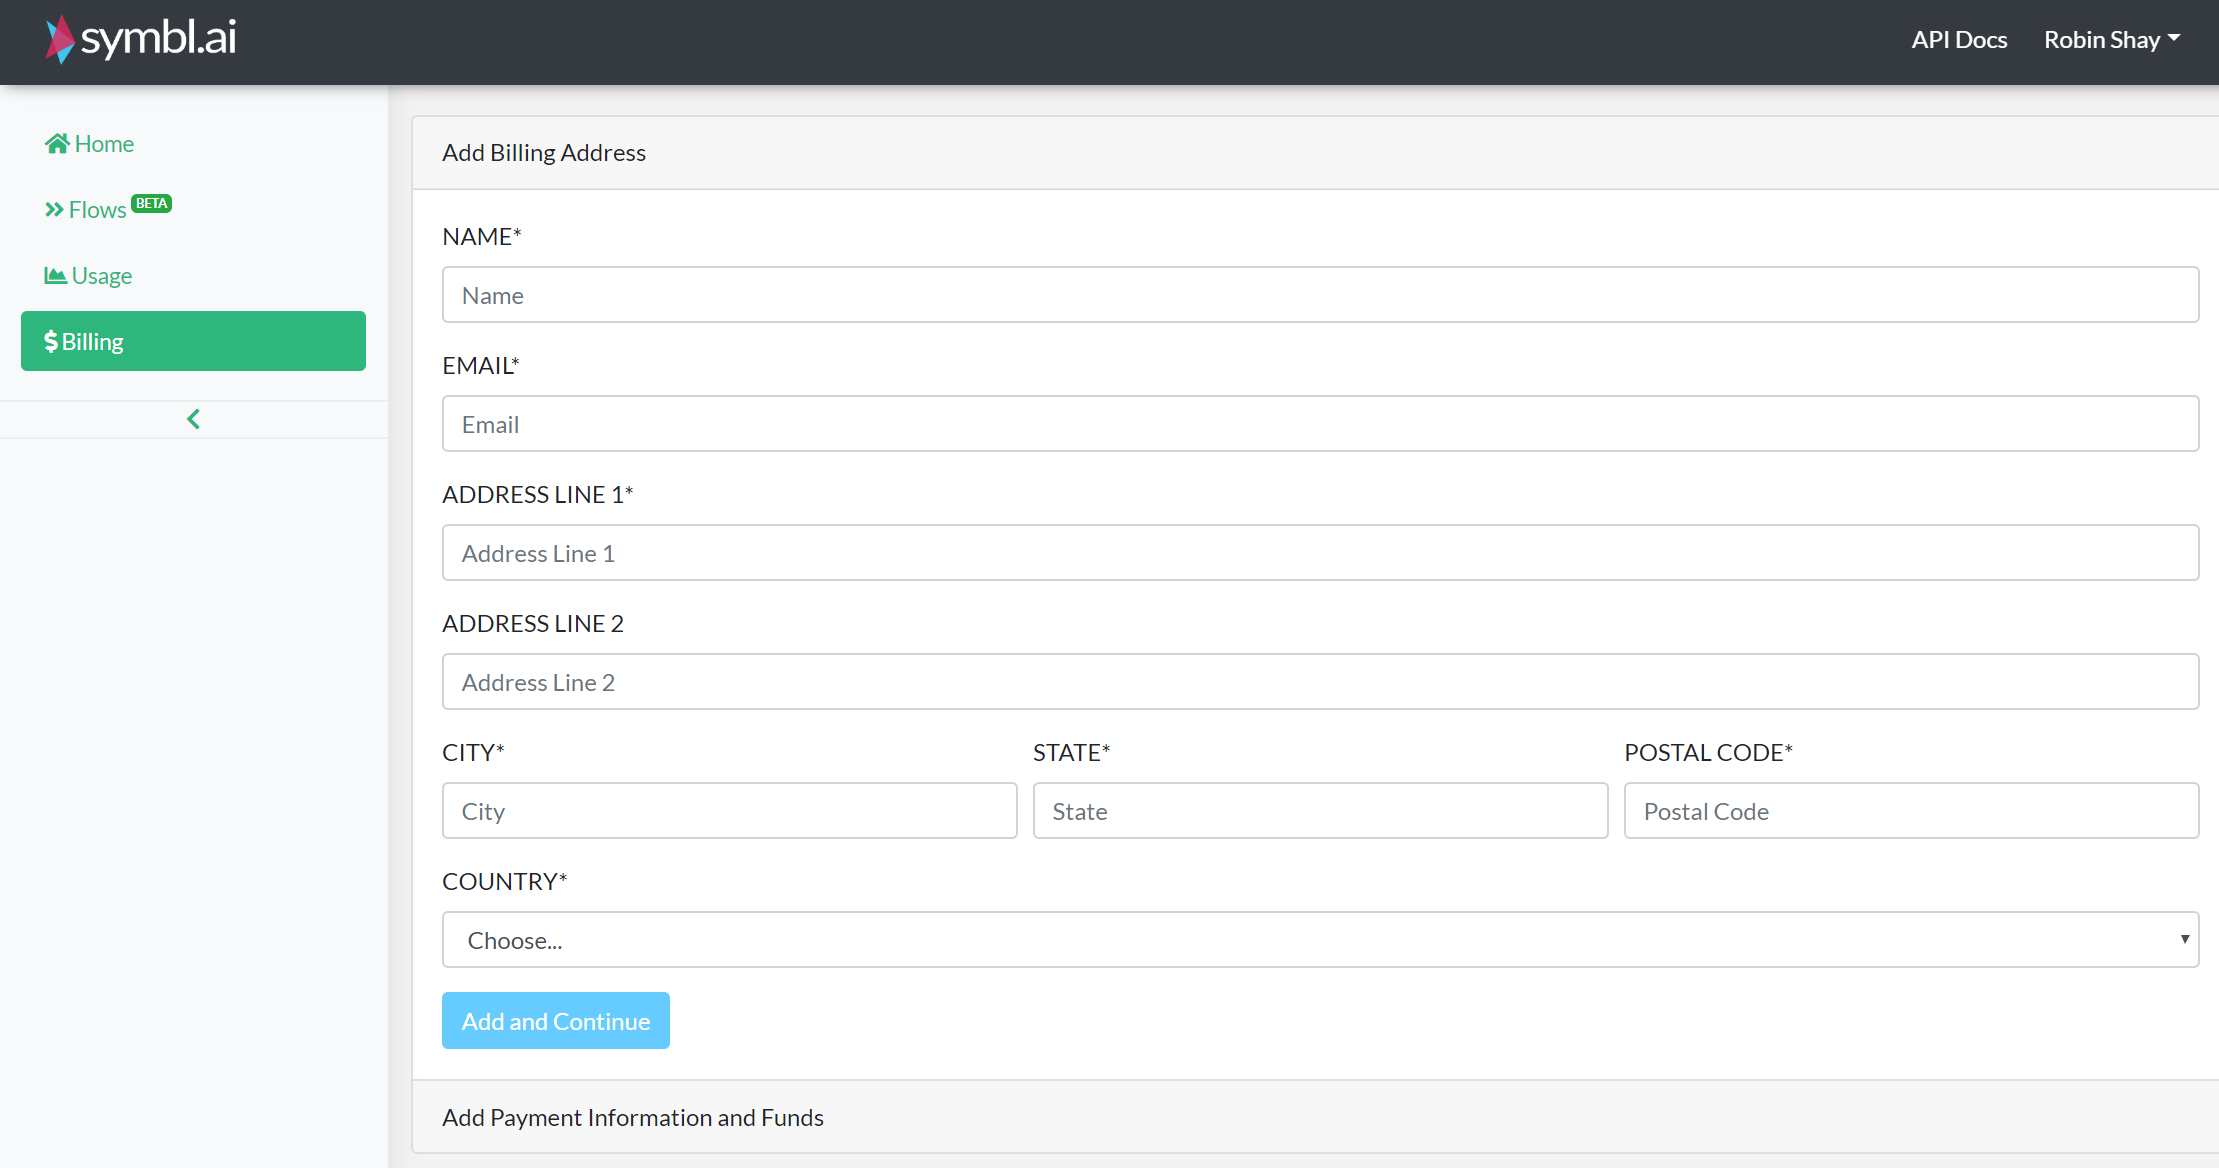 symbl.ai
API Docs
Robin Shay
Home
Flows BETA
Usage
$ Billing
Add Billing Address
NAME*
Name
EMAIL*
Email
ADDRESS LINE 1*
Address Line 1
ADDRESS LINE 2
Address Line 2
CITY* STATE* POSTAL CODE*
City State Postal Code
COUNTRY*
Choose...
Add and Continue
Add Payment Information and Funds